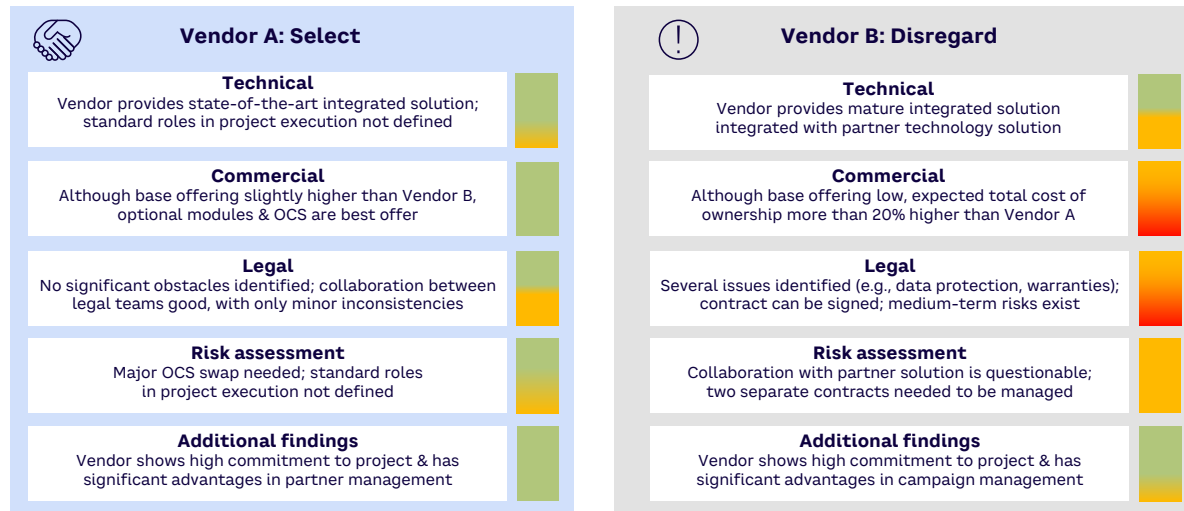 Vendor A: Select
Technical
Vendor provides state-of-the-art integrated solution;
standard roles in project execution not defined
Commercial
Although base offering slightly higher than Vendor B,
optional modules & OCS are best offer
Legal
No significant obstacles identified; collaboration between
legal teams good, with only minor inconsistencies
Risk assessment
Major OCS swap needed; standard roles
in project execution not defined
Additional findings
Vendor shows high commitment to project & has
significant advantages in partner management
Vendor B: Disregard
Technical
Vendor provides mature integrated solution
integrated with partner technology solution
Commercial
Although base offering low, expected total cost of
ownership more than 20% higher than Vendor A
Legal
Several issues identified (e.g., data protection, warranties);
contract can be signed; medium-term risks exist
Risk assessment
Collaboration with partner solution is questionable;
two separate contracts needed to be managed
Additional findings
Vendor shows high commitment to project & has
significant advantages in campaign management